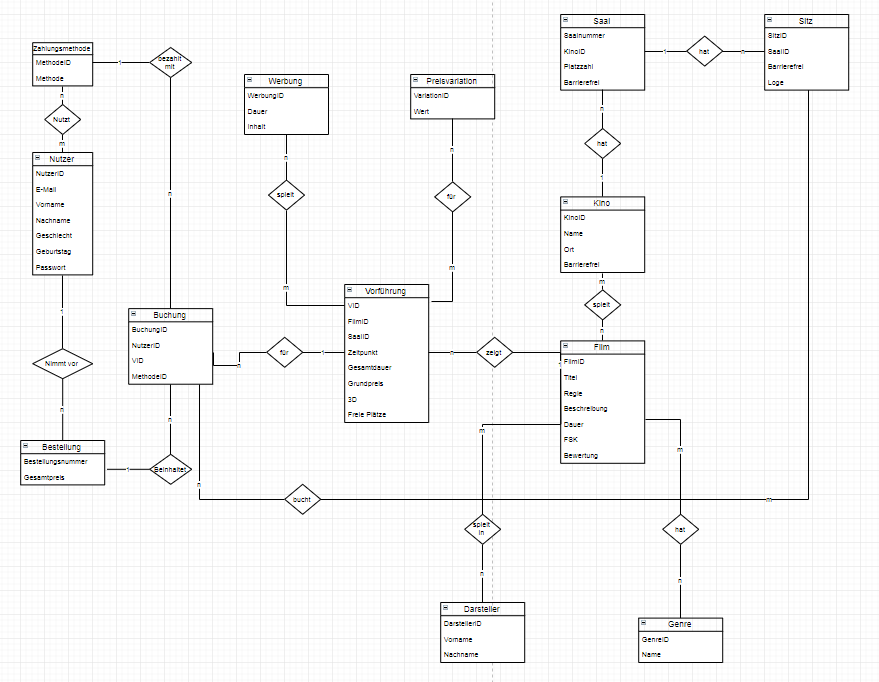 Zahlungsmethode
MethodeID
Methode
1
bezahlt
mit
n
n
Nutzt
m
Nutzer
NutzerID
E-Mail
Vorname
Nachname
Geschlecht
Geburtstag
Passwort
1
Nimmt vor
n
Bestellung
Bestellungsnummer
Gesamtpreis
1
Beinhaltet
n
Buchung
BuchungID
NutzerID
VID
MethodeID
n
für
1
n
bucht
m
Werbung
WerbungID
Dauer
Inhalt
n
spielt
m
Preisvariation
VariationID
Wert
n
für
m
Vorführung
VID
FilmID
SaalID
Zeitpunkt
Gesamtdauer
Grundpreis
3D
Freie Plätze
n
zeigt
Saal
Saalnummer
KinoID
Platzzahl
Barrierefrei
1
hat
n
Sitz
SitzID
SaalID
Barrierefrei
Loge
n
hat
1
Kino
KinoID
Name
Ort
Barrierefrei
m
spielt
n
Film
FilmID
Titel
Regie
Beschreibung
Dauer
FSK
Bewertung
m
spielt
in
n
Darsteller
DarstellerID
Vorname
Nachname
m
hat
n
Genre
GenreID
Name